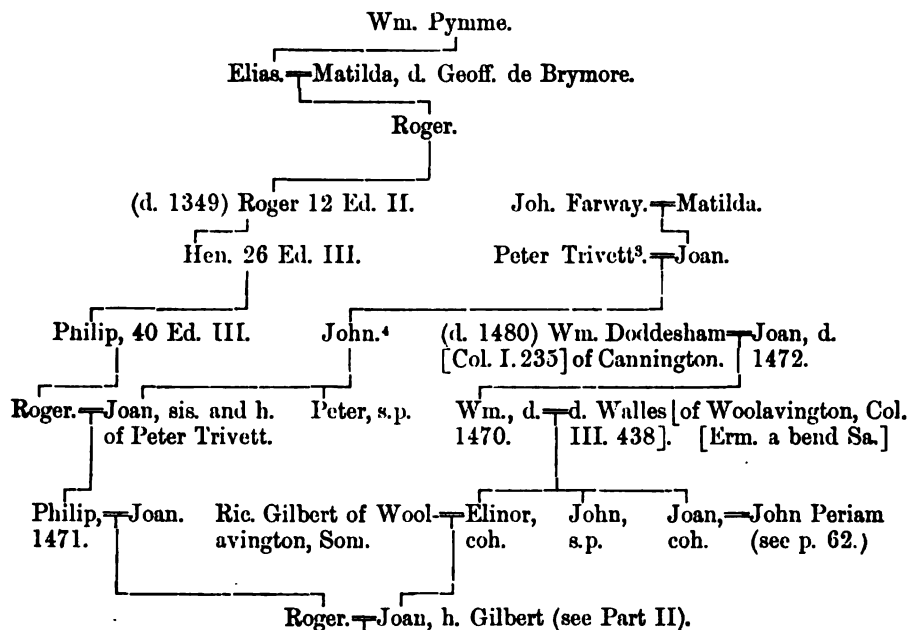 Wm. Pymme.
Elias. Matilda, d. Geoff. de Brymore.
Roger.
(d. 1349) Roger 12 Ed. II. Joh. Farway. Matilda.
Hen. 26 Ed. III. Peter Trivett³. Joan.
Philip, 40 Ed. III. John.⁴ (d. 1480) Wm. Doddesham Joan, d.
[Col. I. 235] of Cannington. 1472.
Roger. Joan, sis. and h. Peter, s.p. Wm., d. d. Walles [of Woolavington, Col.
of Peter Trivett. 1470. III. 438]. [Erm. a bend Sa.]
Philip, Joan. Ric. Gilbert of Wool- Elinor, John, Joan, John Periam
1471. avington, Som. coh. s.p. coh. (see p. 62.)
Roger. Joan, h. Gilbert (see Part II).